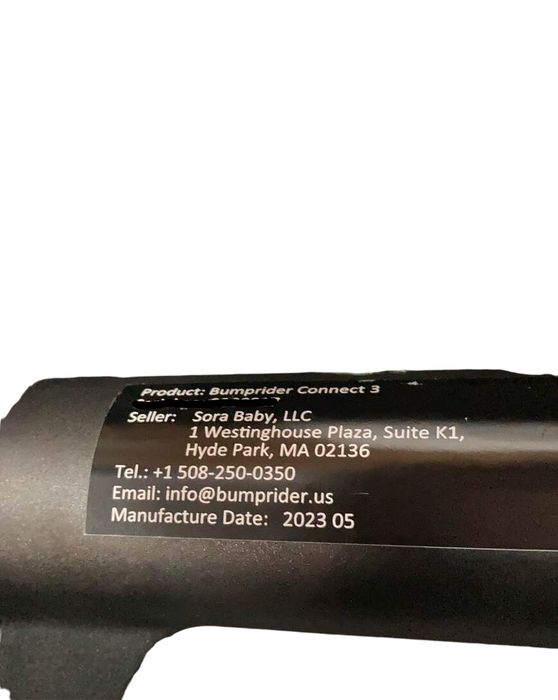 Product: Bumprider Connect 3
Seller: Sora Baby, LLC
1 Westinghouse Plaza, Suite K1,
Hyde Park, MA 02136
Tel.: +1 508-250-0350
Email: info@bumprider.us
Manufacture Date: 2023 05